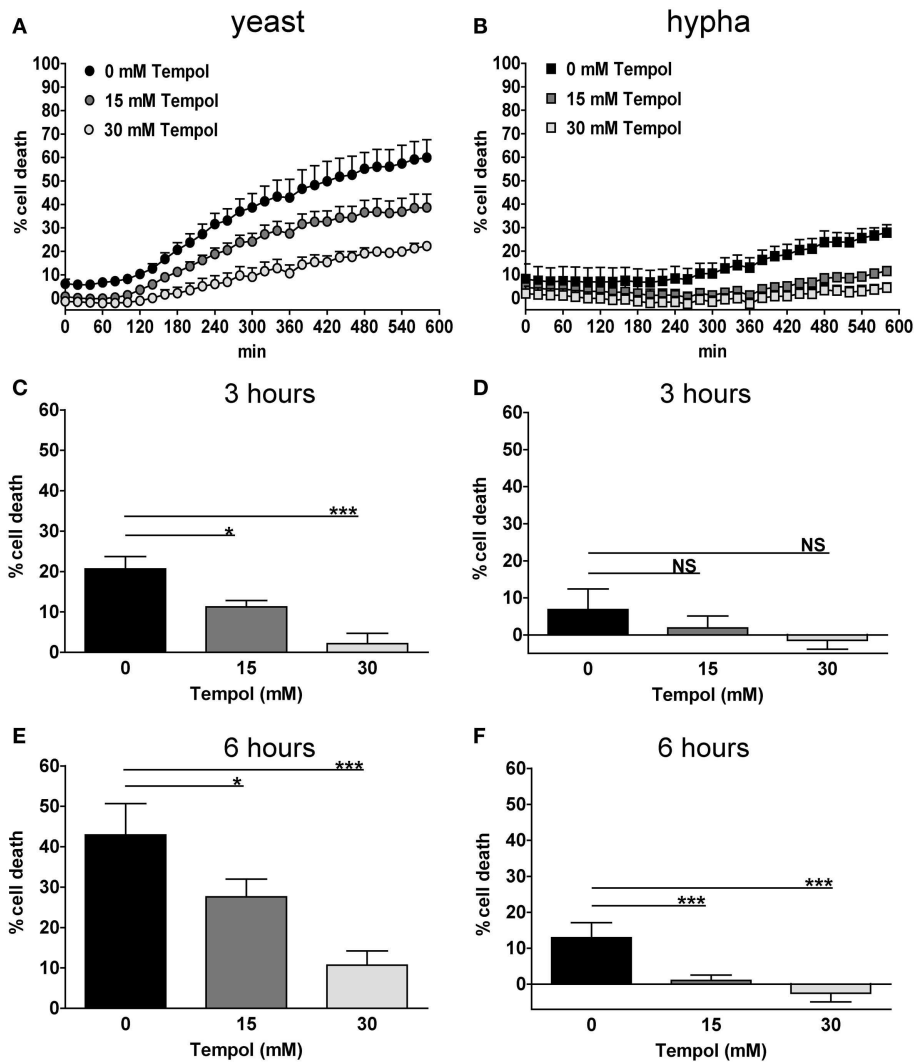 A
yeast
0 mM Tempol
15 mM Tempol
30 mM Tempol
100
90
80
70
60
50
40
30
20
10
0
% cell death
0 60 120 180 240 300 360 420 480 540 600
min
B
hypha
0 mM Tempol
15 mM Tempol
30 mM Tempol
100
90
80
70
60
50
40
30
20
10
0
% cell death
0 60 120 180 240 300 360 420 480 540 600
min
C
3 hours
60
50
40
30
20
10
0
% cell death
***
*
0 15 30
Tempol (mM)
D
3 hours
60
50
40
30
20
10
0
% cell death
NS
NS
0 15 30
Tempol (mM)
E
6 hours
60
50
40
30
20
10
0
% cell death
***
*
0 15 30
Tempol (mM)
F
6 hours
60
50
40
30
20
10
0
% cell death
***
***
0 15 30
Tempol (mM)